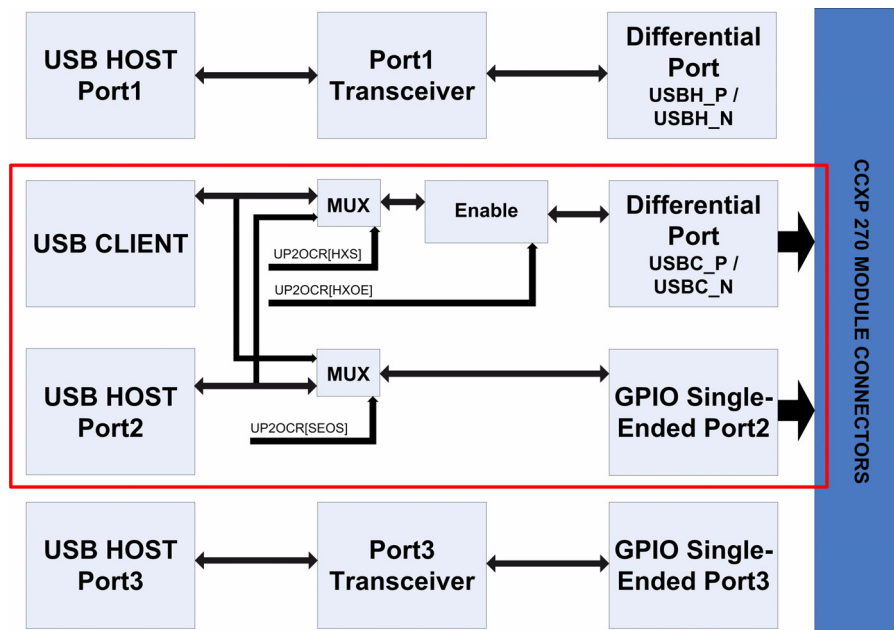 USB HOST
Port1
Port1
Transceiver
Differential
Port
USBH_P /
USBH_N
USB CLIENT
MUX
Enable
Differential
Port
USBC_P /
USBC_N
UP2OCR[HXS]
UP2OCR[HXOE]
USB HOST
Port2
MUX
GPIO Single-
Ended Port2
UP2OCR[SEOS]
USB HOST
Port3
Port3
Transceiver
GPIO Single-
Ended Port3
CCXP 270 MODULE CONNECTORS